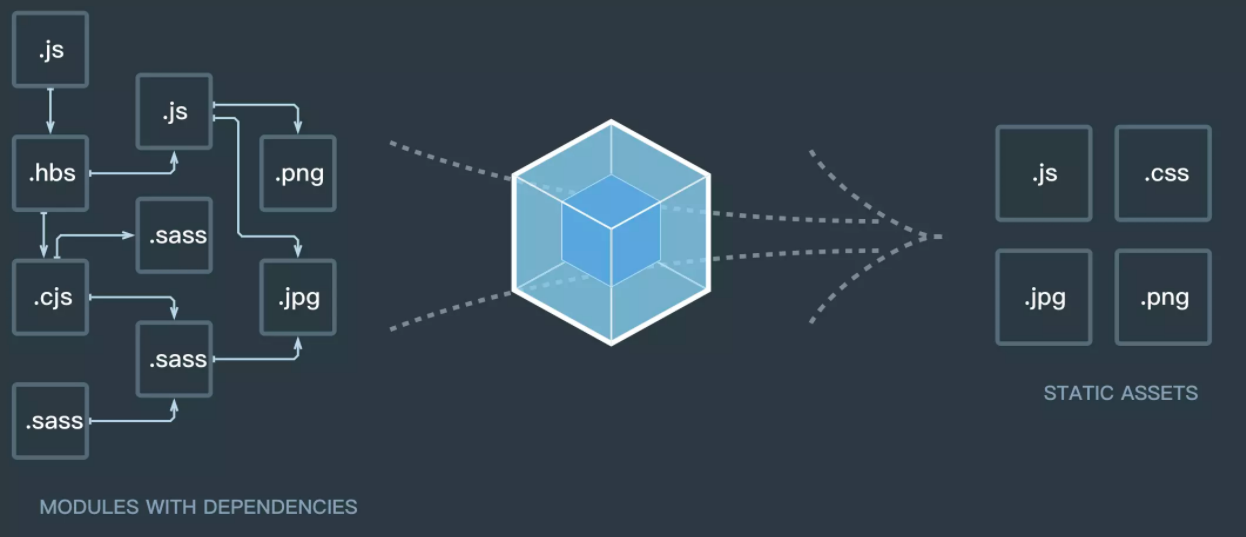 .js
.js
.hbs
.png
.sass
.cjs
.jpg
.sass
.sass
MODULES WITH DEPENDENCIES
.js
.css
.jpg
.png
STATIC ASSETS